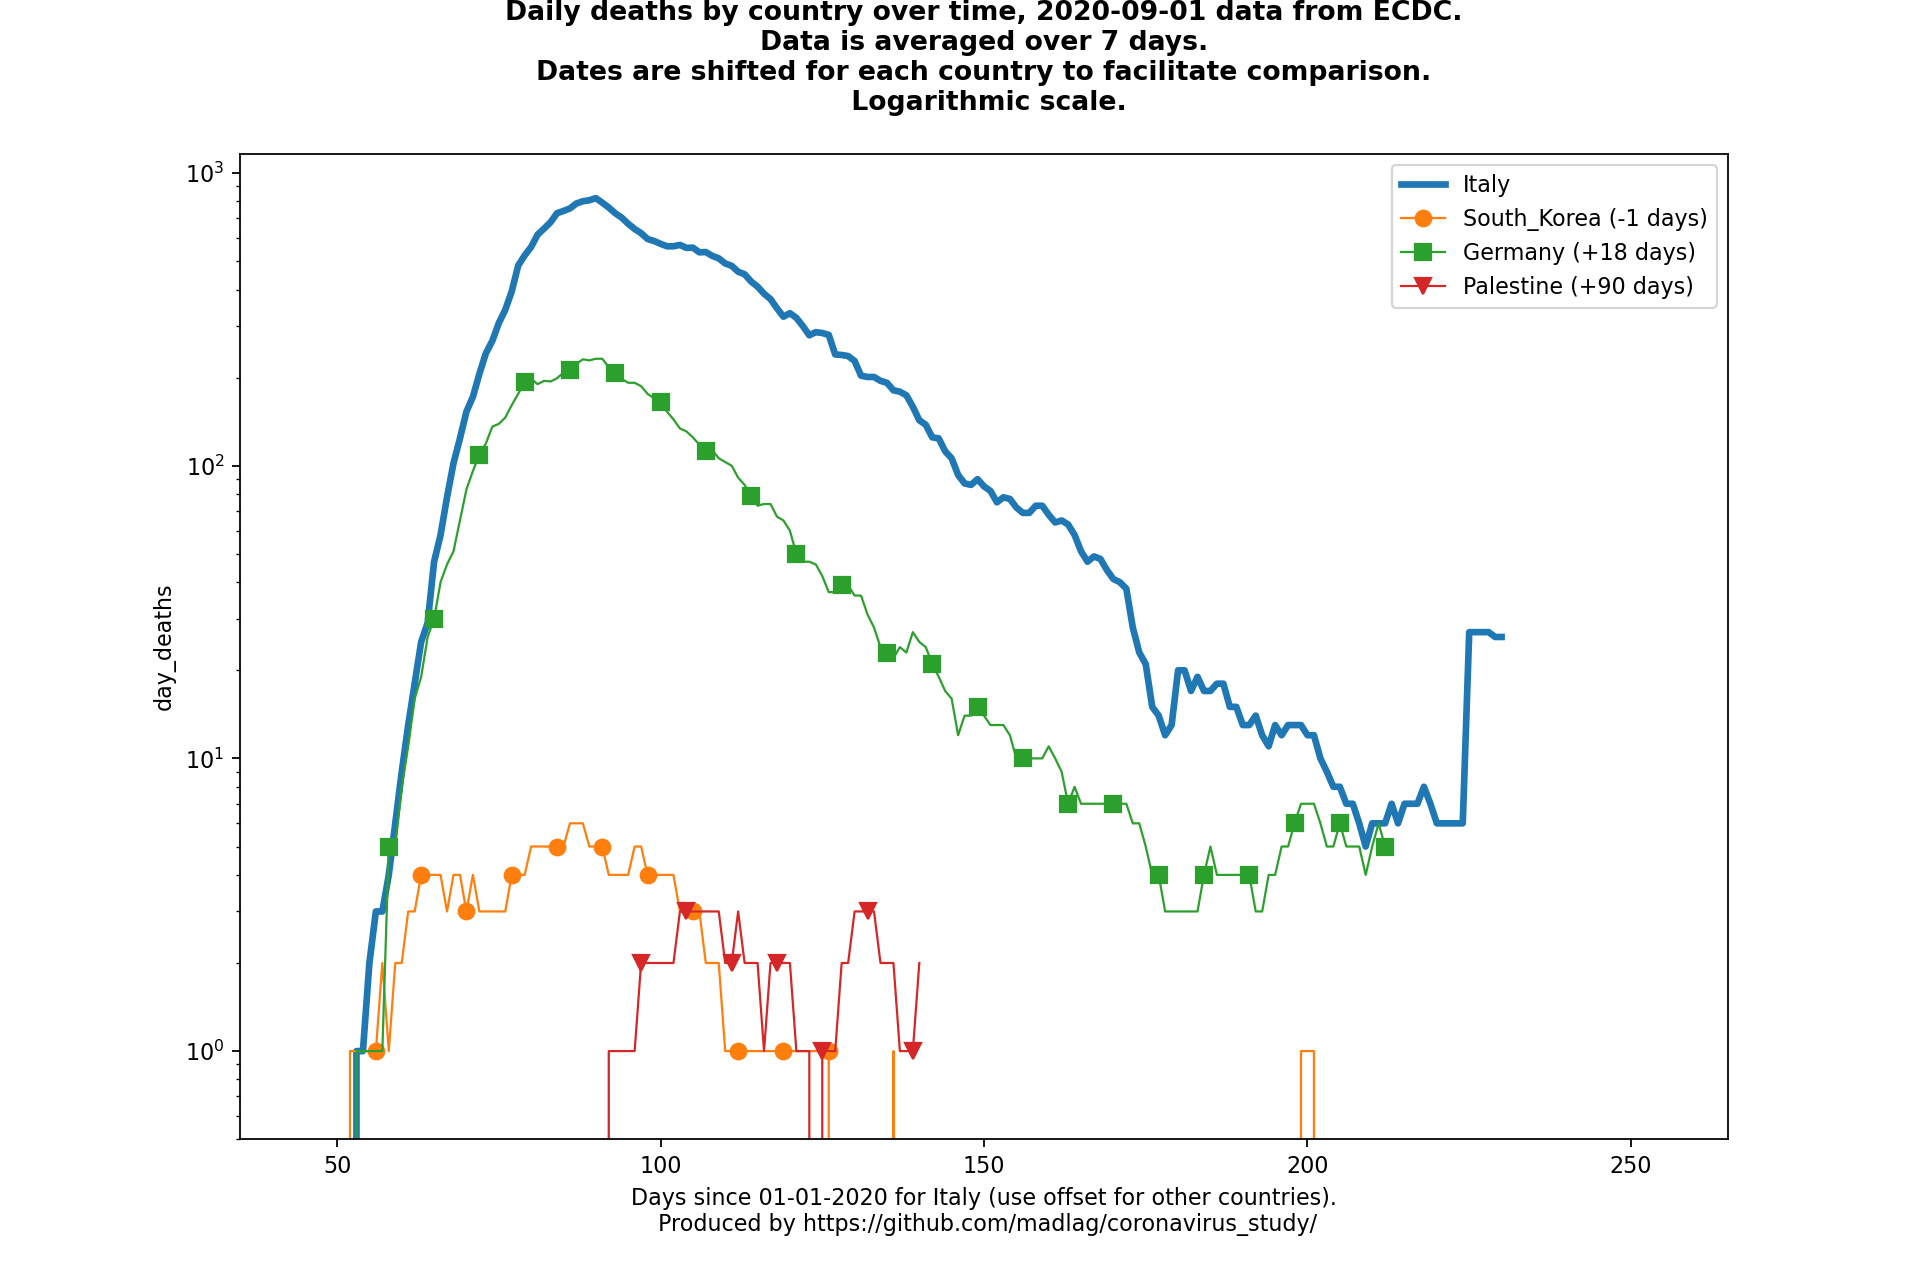 Daily deaths by country over time, 2020-09-01 data from ECDC.
Data is averaged over 7 days.
Dates are shifted for each country to facilitate comparison.
Logarithmic scale.
10³
10²
10¹
10⁰
day_deaths
Italy
South_Korea (-1 days)
Germany (+18 days)
Palestine (+90 days)
50 100 150 200 250
Days since 01-01-2020 for Italy (use offset for other countries).
Produced by https://github.com/madlag/coronavirus_study/